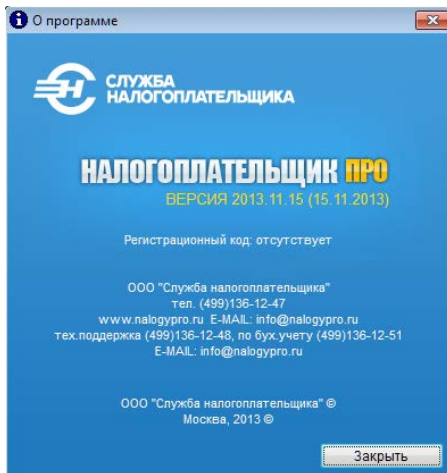 О программе
СЛУЖБА
НАЛОГОПЛАТЕЛЬЩИКА
НАЛОГОПЛАТЕЛЬЩИК ПРО
ВЕРСИЯ 2013.11.15 (15.11.2013)
Регистрационный код: отсутствует
ООО "Служба налогоплательщика"
тел. (499)136-12-47
www.nalogypro.ru E-MAIL: info@nalogypro.ru
тех.поддержка (499)136-12-48, по бух.учету (499)136-12-51
E-MAIL: info@nalogypro.ru
ООО "Служба налогоплательщика" ©
Москва, 2013 ©
Закрыть